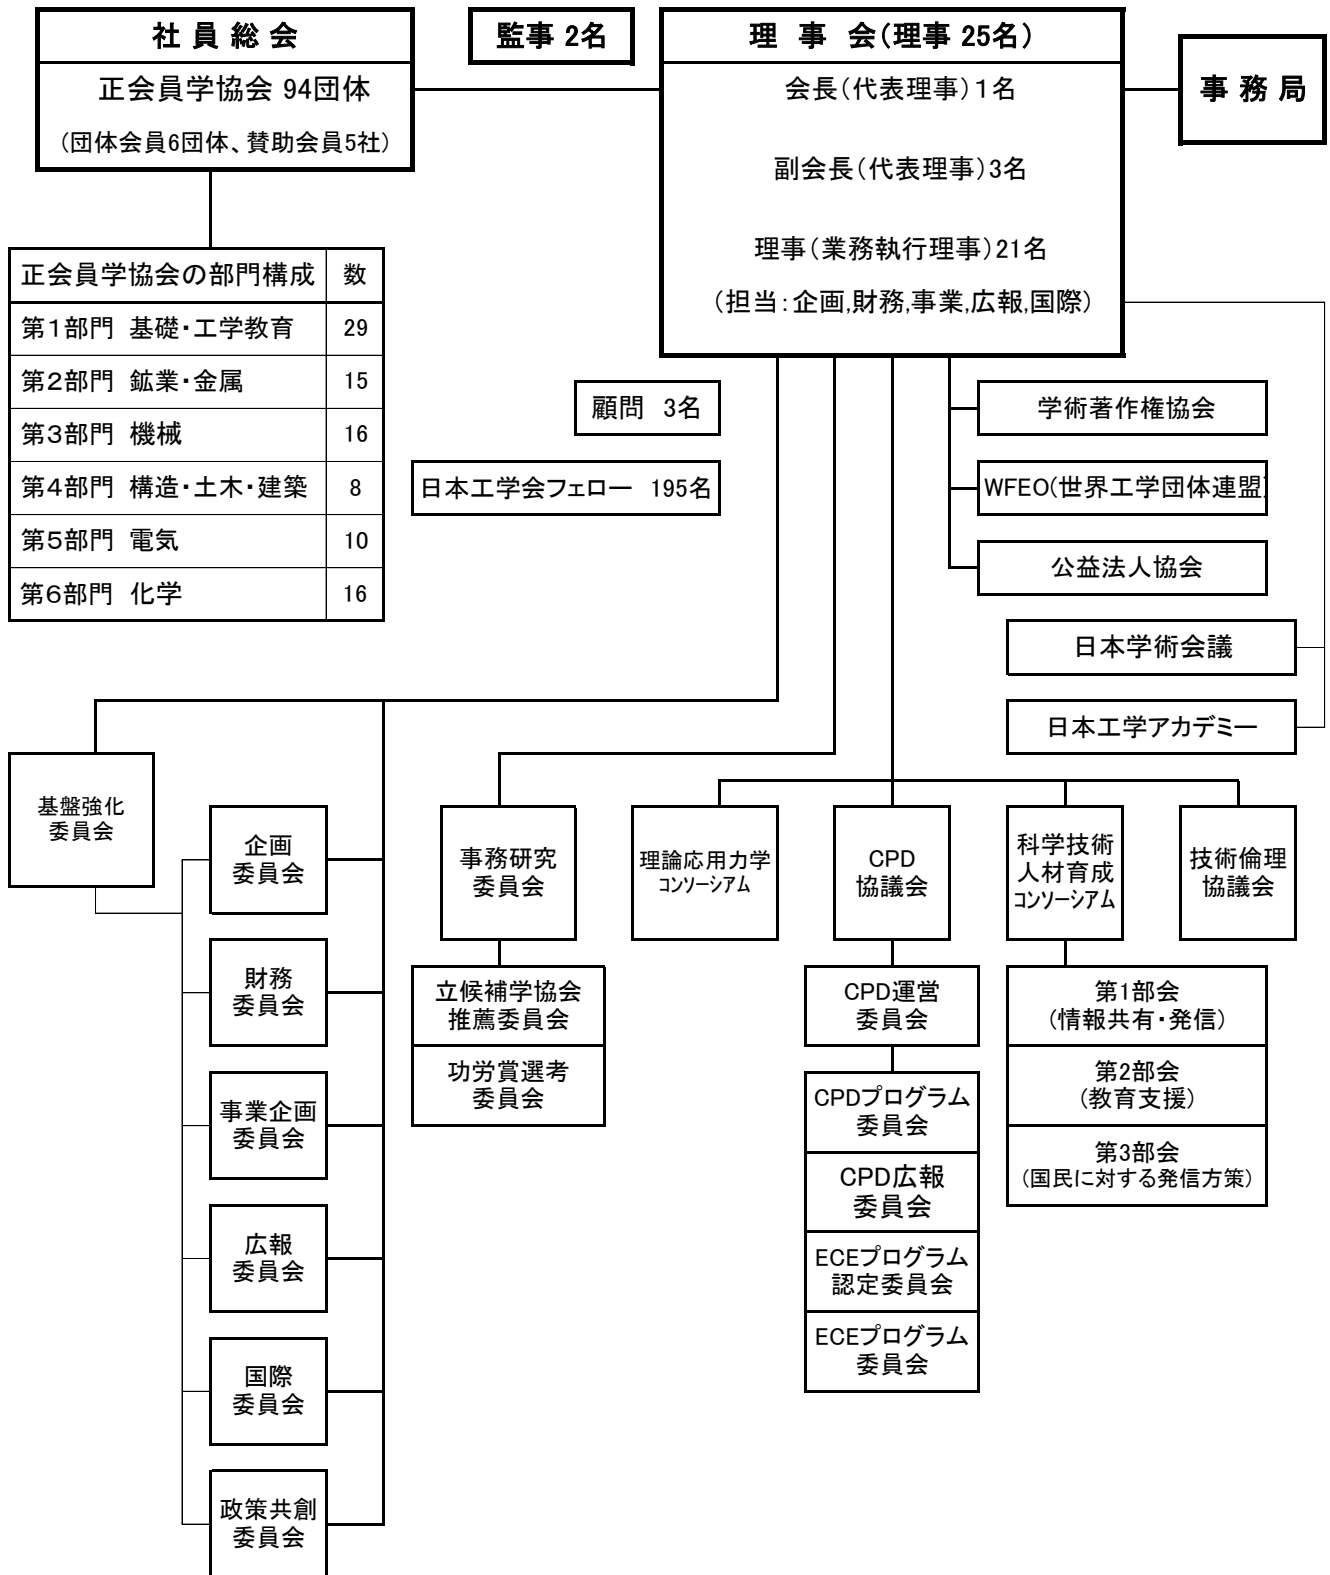 社 員 総 会
正会員学協会 94団体
（団体会員6団体、賛助会員5社）
監事 2名
理 事 会（理事 25名）
会長（代表理事）１名
副会長（代表理事）3名
理事（業務執行理事）21名
（担当：企画,財務,事業,広報,国際）
事 務 局
正会員学協会の部門構成 数
第１部門 基礎・工学教育 29
第２部門 鉱業・金属 15
第３部門 機械 16
第４部門 構造・土木・建築 8
第５部門 電気 10
第６部門 化学 16
顧問 3名
日本工学会フェロー 195名
学術著作権協会
WFEO(世界工学団体連盟)
公益法人協会
日本学術会議
日本工学アカデミー
基盤強化
委員会
企画
委員会
財務
委員会
事業企画
委員会
広報
委員会
国際
委員会
政策共創
委員会
事務研究
委員会
立候補学協会
推薦委員会
功労賞選考
委員会
理論応用力学
コンソーシアム
CPD
協議会
CPD運営
委員会
CPDプログラム
委員会
CPD広報
委員会
ECEプログラム
認定委員会
ECEプログラム
委員会
科学技術
人材育成
コンソーシアム
第1部会
（情報共有・発信）
第2部会
（教育支援）
第3部会
（国民に対する発信方策）
技術倫理
協議会